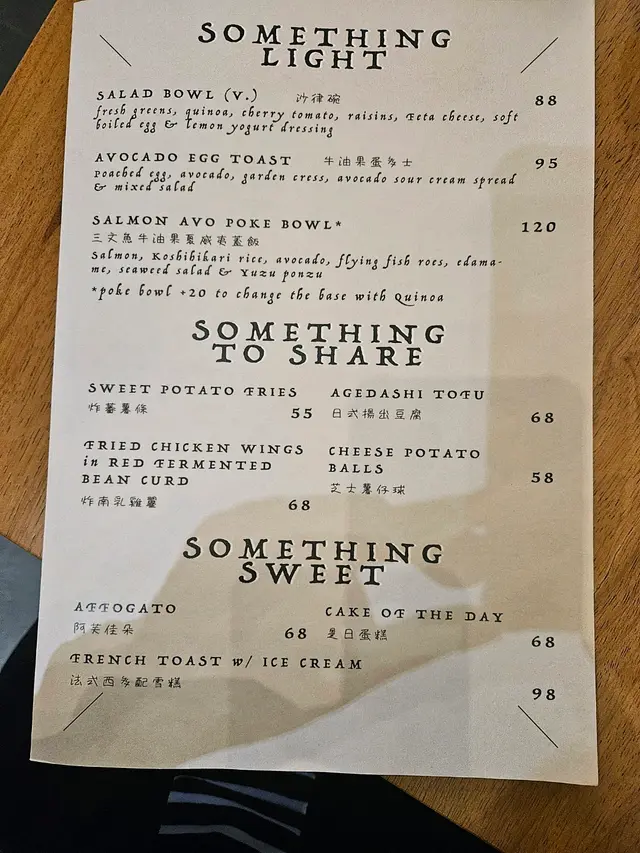 SOMETHING
LIGHT
SALAD BOWL (V.) 沙律碗 88
fresh greens, quinoa, cherry tomato, raisins, Feta cheese, soft
boiled egg & lemon yogurt dressing
AVOCADO EGG TOAST 牛油果蛋多士 95
Poached egg, avocado, garden cress, avocado sour cream spread
& mixed salad
SALMON AVO POKE BOWL* 120
三文魚牛油果夏威夷蓋飯
Salmon, Koshihikari rice, avocado, flying fish roes, edama-
me, seaweed salad & Yuzu ponzu
*poke bowl +20 to change the base with Quinoa
SOMETHING
TO SHARE
SWEET POTATO FRIES
炸蕃薯條 55
AGEDASHI TOFU
日式揚出豆腐 68
FRIED CHICKEN WINGS
in RED FERMENTED
BEAN CURD
炸南乳雞翼 68
CHEESE POTATO
BALLS
芝士薯仔球 58
SOMETHING
SWEET
AFFOGATO
阿芙佳朵 68
CAKE OF THE DAY
是日蛋糕 68
FRENCH TOAST w/ ICE CREAM
法式西多配雪糕 98